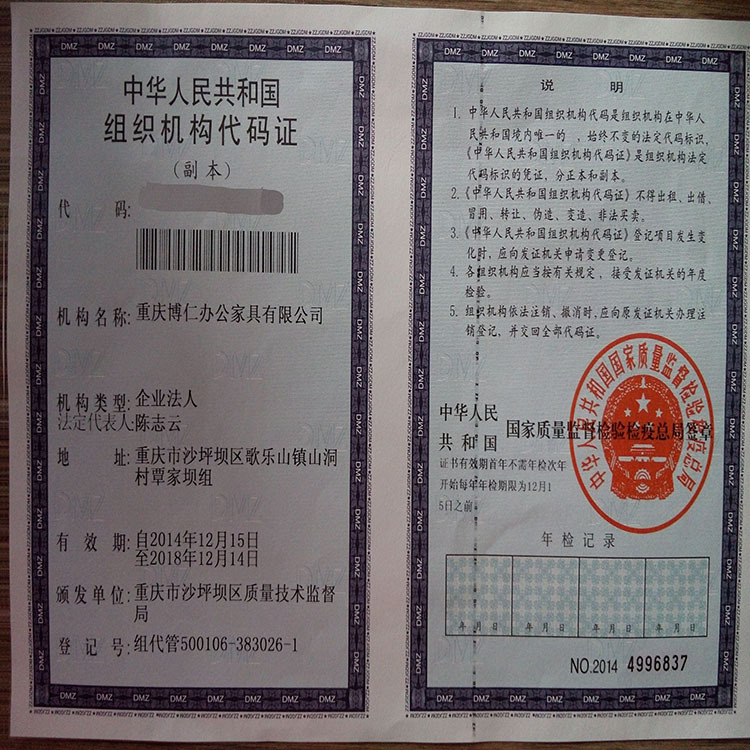 中华人民共和国
组织机构代码证
(副本)
代 码:
机构名称: 重庆博仁办公家具有限公司
机构类型: 企业法人
法定代表人: 陈志云
地 址: 重庆市沙坪坝区歌乐山镇山洞
村覃家坝组
有 效 期: 自2014年12月15日
至2018年12月14日
颁发单位: 重庆市沙坪坝区质量技术监督
局
登 记 号: 组代管500106-383026-1
说 明
1. 中华人民共和国组织机构代码是组织机构在中华人
民共和国境内唯一的、始终不变的法定代码标识,
《中华人民共和国组织机构代码证》是组织机构法定
代码标识的凭证, 分正本和副本。
2.《中华人民共和国组织机构代码证》不得出租、出借、
冒用、转让、伪造、变造、非法买卖。
3.《中华人民共和国组织机构代码证》登记项目发生变
化时, 应向发证机关申请变更登记。
4. 各组织机构应当按有关规定, 接受发证机关的年度
检验。
5. 组织机构依法注销、撤消时, 应向原发证机关办理注
销登记, 并交回全部代码证。
中华人民
共和国 国家质量监督检验检疫总局签章
中华人民共和国国家质量监督检验检疫总局
证书有效期首年不需年检次年
开始每年年检期限为12月1
5日之前
年检记录
年 月 日 年 月 日 年 月 日 年 月 日
NO.2014 4996837
DMZ
ZZJGDM